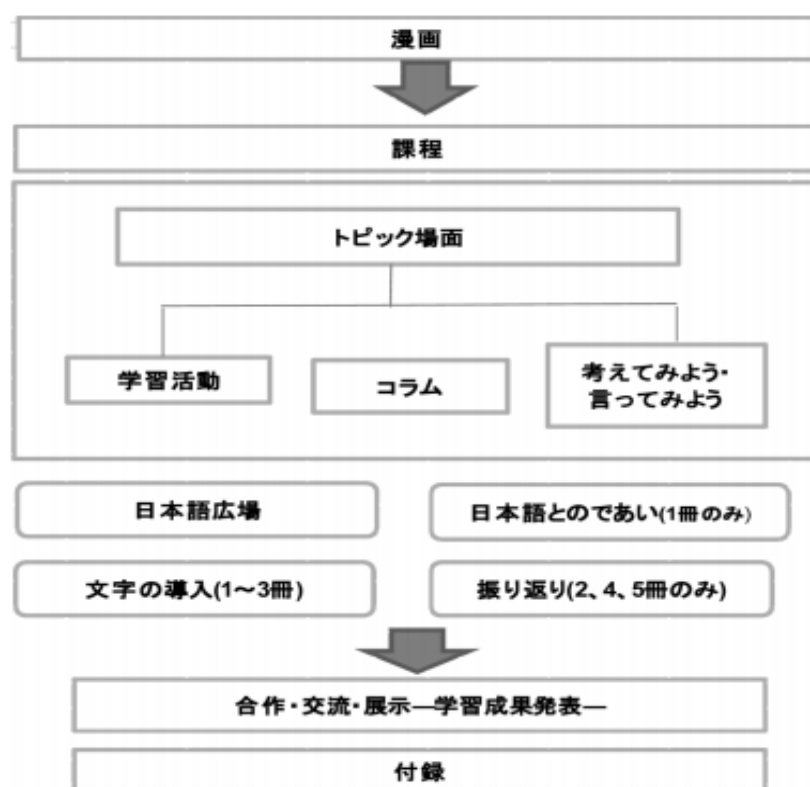 漫画
課程
トピック場面
学習活動
コラム
考えてみよう・
言ってみよう
日本語広場
日本語とのであい(1冊のみ)
文字の導入(1〜3冊)
振り返り(2、4、5冊のみ)
合作・交流・展示—学習成果発表—
付録